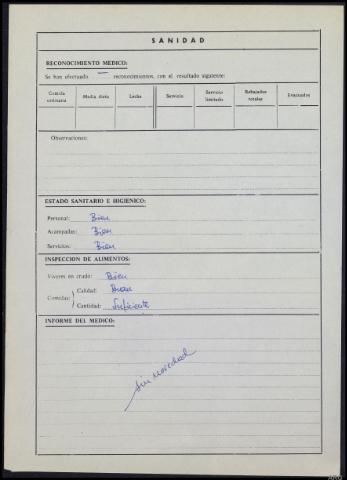 SANIDAD
RECONOCIMIENTO MEDICO:
Se han efectuado — reconocimientos, con el resultado siguiente:
Comida ordinaria Media dieta Leche Servicio Servicio limitado Rebajados totales Evacuados
Observaciones:
ESTADO SANITARIO E HIGIENICO:
Personal: Bien
Acampadas: Bien
Servicios: Bien
INSPECCION DE ALIMENTOS:
Víveres en crudo: Bien
Comidas: Calidad: Buena
Cantidad: Suficiente
INFORME DEL MEDICO:
Sin novedad